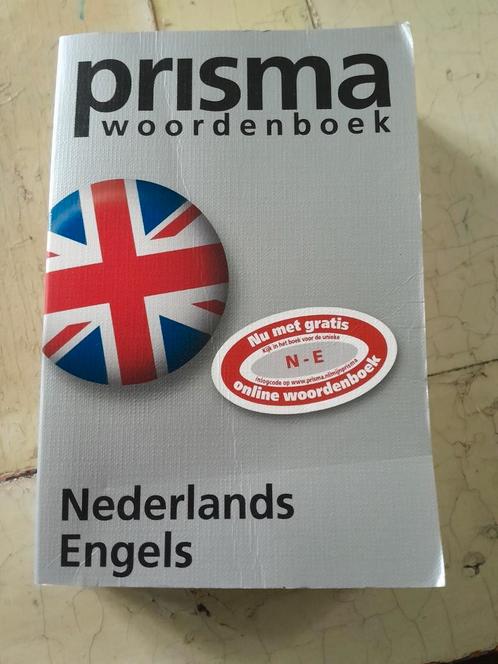 prisma
woordenboek
Nu met gratis
Kijk in het boek voor de unieke
N - E
inlogcode op www.prisma.nl/mijnprisma
online woordenboek
Nederlands
Engels